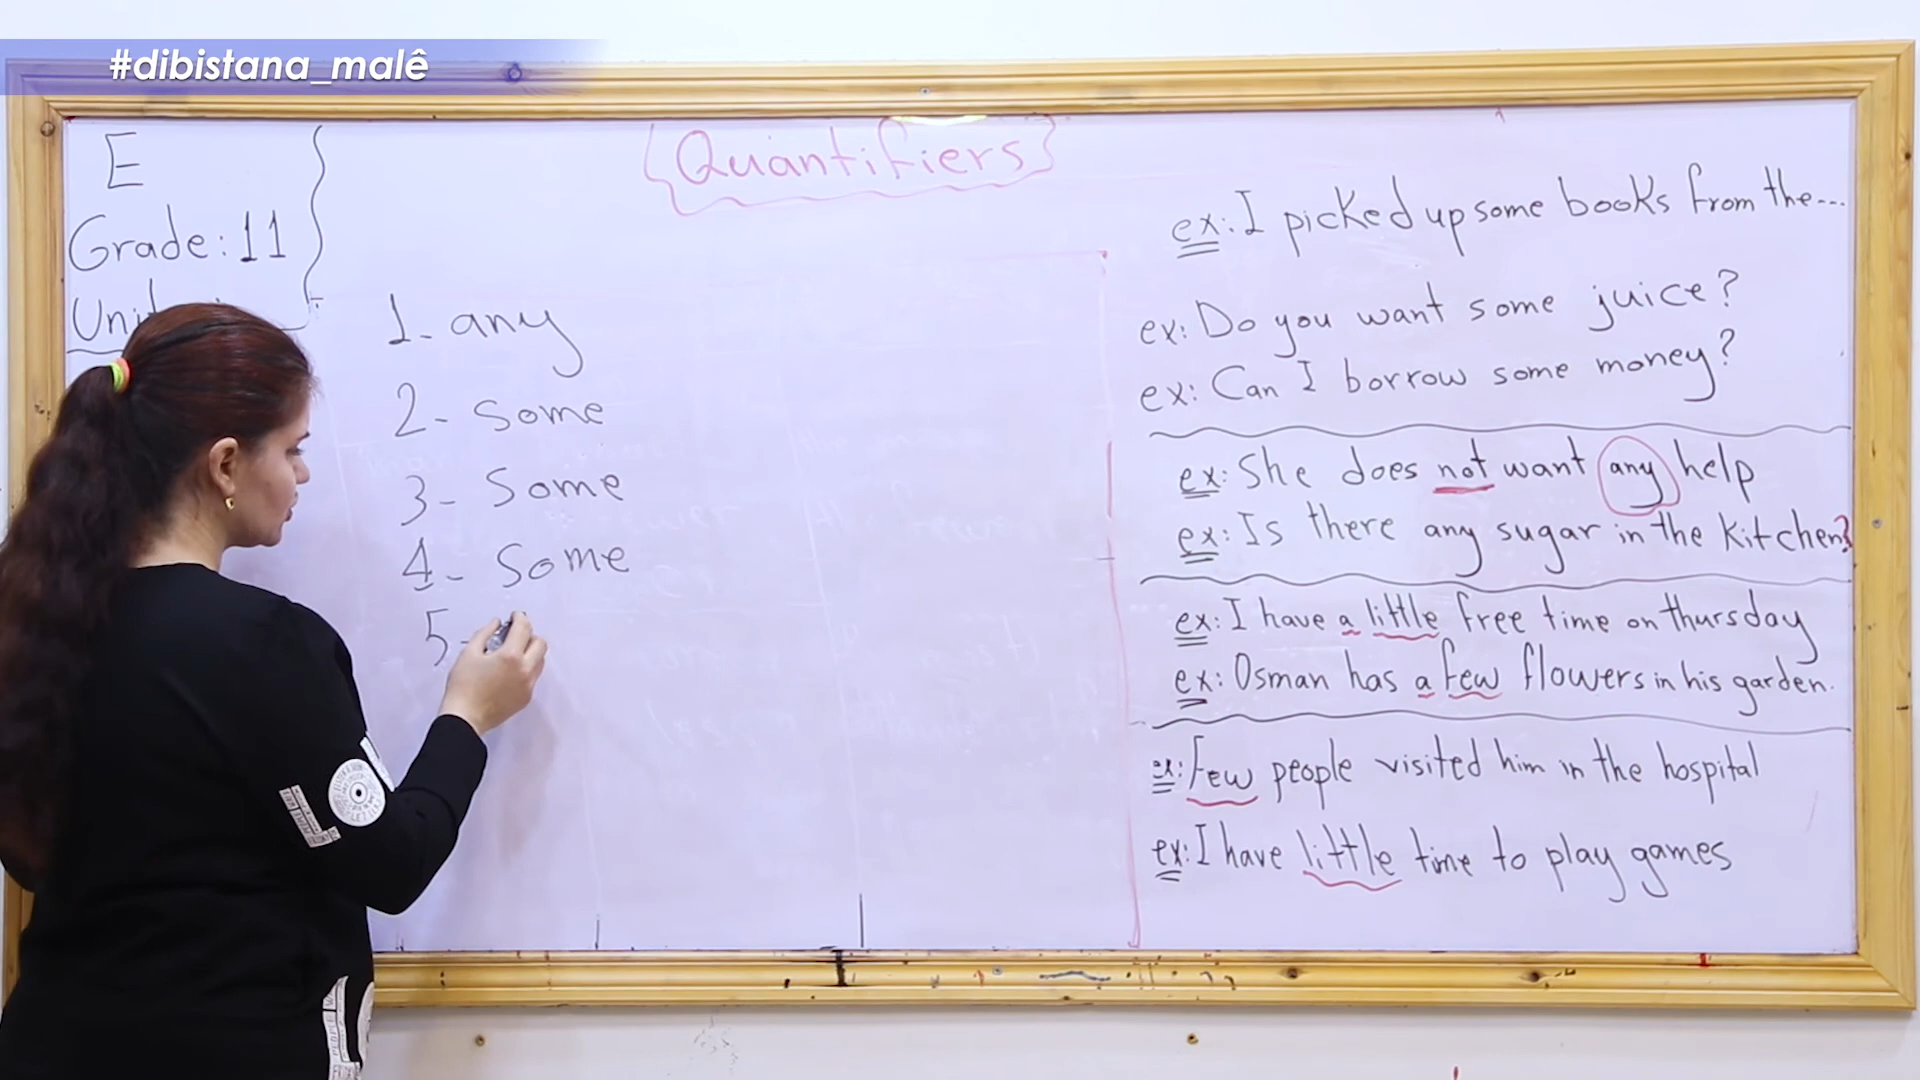 #dibistana_malê
E
Grade: 11
Unit
{Quantifiers}
1- any
2- some
3- some
4- some
5-
ex: I picked up some books from the...
ex: Do you want some juice?
ex: Can I borrow some money?
ex: She does not want any help
ex: Is there any sugar in the kitchen?
ex: I have a little free time on thursday
ex: Osman has a few flowers in his garden.
ex: Few people visited him in the hospital
ex: I have little time to play games